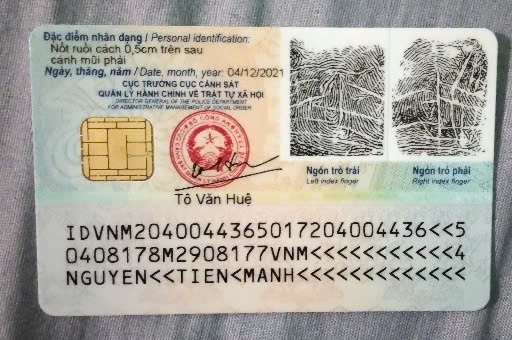 Đặc điểm nhân dạng / Personal identification:
Nốt ruồi cách 0,5cm trên sau
cánh mũi phải
Ngày, tháng, năm / Date, month, year: 04/12/2021
CỤC TRƯỞNG CỤC CẢNH SÁT
QUẢN LÝ HÀNH CHÍNH VỀ TRẬT TỰ XÃ HỘI
DIRECTOR GENERAL OF THE POLICE DEPARTMENT
FOR ADMINISTRATIVE MANAGEMENT OF SOCIAL ORDER
Tô Văn Huệ
Ngón trỏ trái
Left index finger
Ngón trỏ phải
Right index finger
IDVNM2040044365017204004436<<5
0408178M2908177VNM<<<<<<<<<<<4
NGUYEN<<TIEN<MANH<<<<<<<<<<<<<